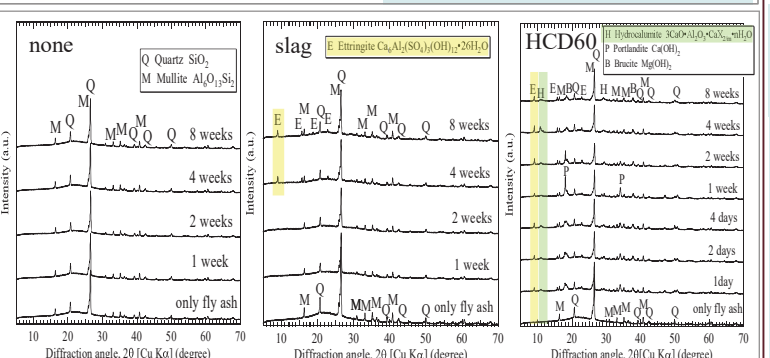 none
Q Quartz SiO2
M Mullite Al6O13Si2
Q
M
M Q M M Q M Q Q 8 weeks
4 weeks
2 weeks
1 week
only fly ash
Intensity (a.u.)
10 20 30 40 50 60 70
Diffraction angle, 2θ [Cu Kα] (degree)
slag
E Ettringite Ca6Al2(SO4)3(OH)12•26H2O
Q
M
E E M E Q E M M Q M Q Q 8 weeks
4 weeks
2 weeks
1 week
M Q M M M Q M Q Q only fly ash
Intensity (a.u.)
10 20 30 40 50 60 70
Diffraction angle, 2θ [Cu Kα] (degree)
HCD60
H Hydrocalumite 3CaO•Al2O3•CaX2/m•nH2O
P Portlandite Ca(OH)2
B Brucite Mg(OH)2
Q
M
E H E M B Q E H M M B Q M Q Q 8 weeks
4 weeks
2 weeks
P P 1 week
4 days
2 days
1day
M Q M M M Q M Q Q only fly ash
Intensity (a.u.)
10 20 30 40 50 60 70
Diffraction angle, 2θ[Cu Kα] (degree)